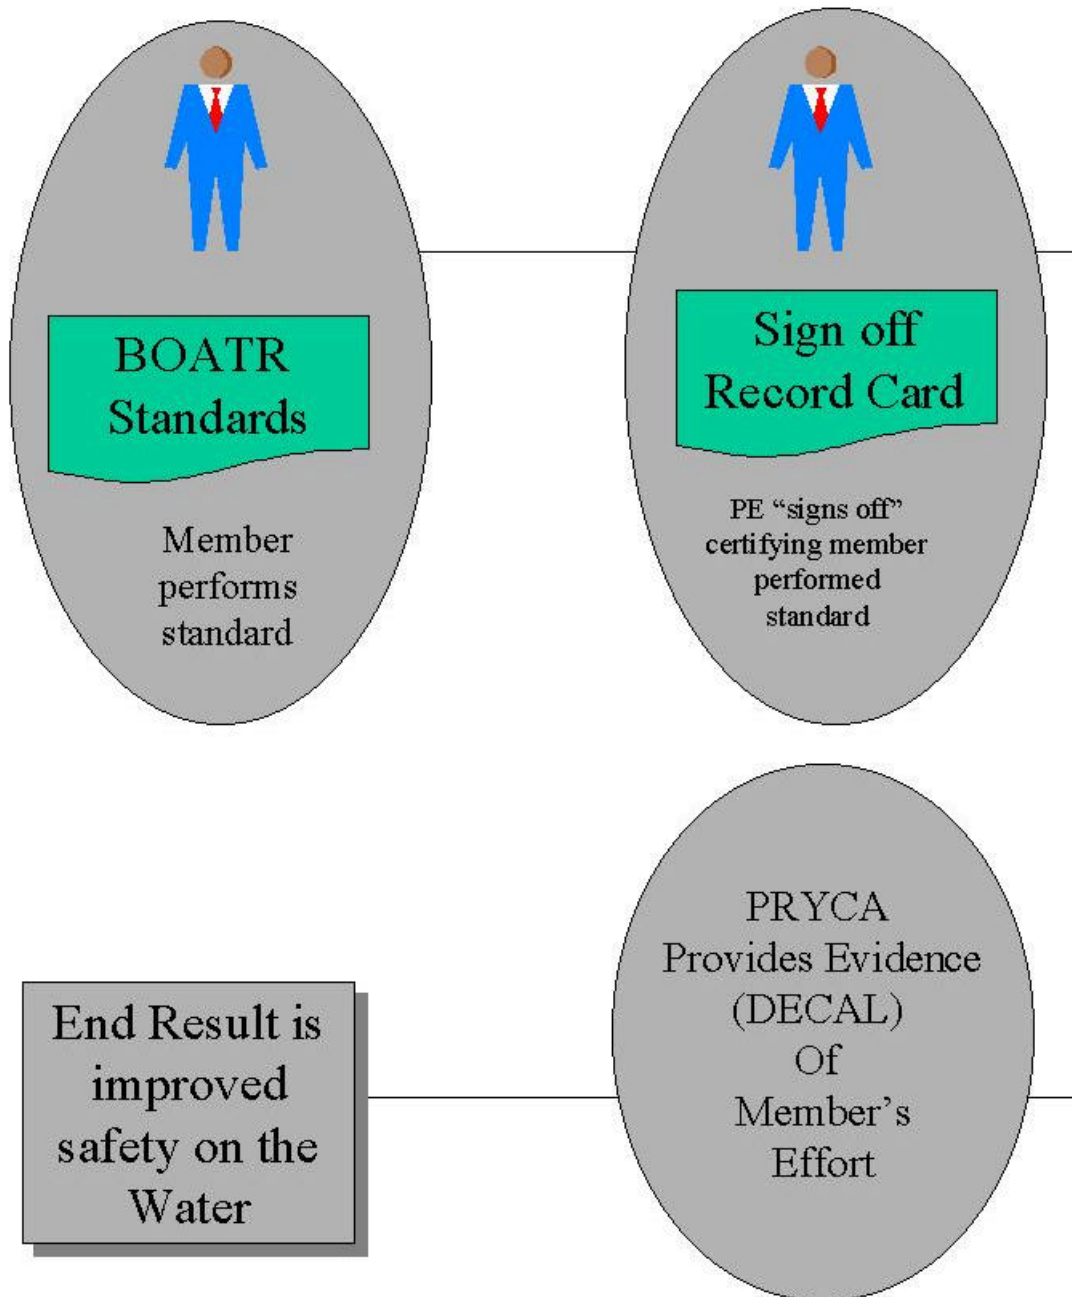 BOATR
Standards
Member
performs
standard
Sign off
Record Card
PE “signs off”
certifying member
performed
standard
End Result is
improved
safety on the
Water
PRYCA
Provides Evidence
(DECAL)
Of
Member’s
Effort